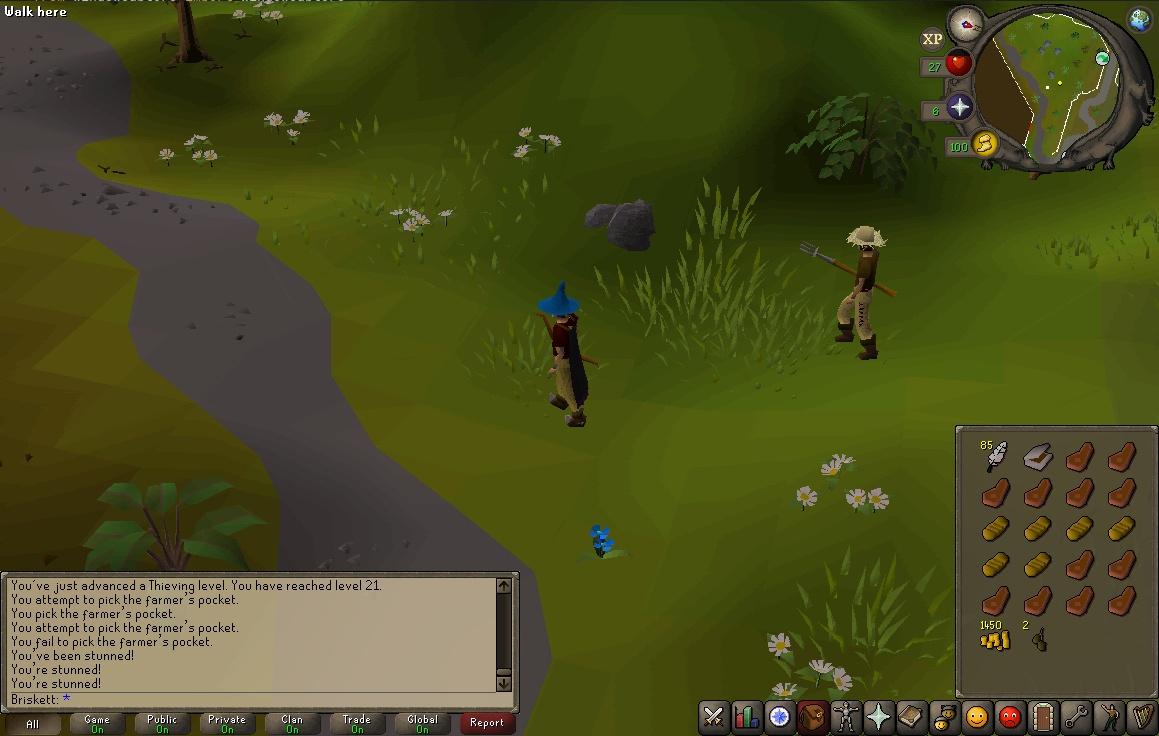 Walk here
XP
27
6
100
85
1450
2
You've just advanced a Thieving level. You have reached level 21.
You attempt to pick the farmer's pocket.
You pick the farmer's pocket.
You attempt to pick the farmer's pocket.
You fail to pick the farmer's pocket.
You've been stunned!
You're stunned!
You're stunned!
Briskett: *
All
Game
On
Public
On
Private
On
Clan
On
Trade
On
Global
On
Report